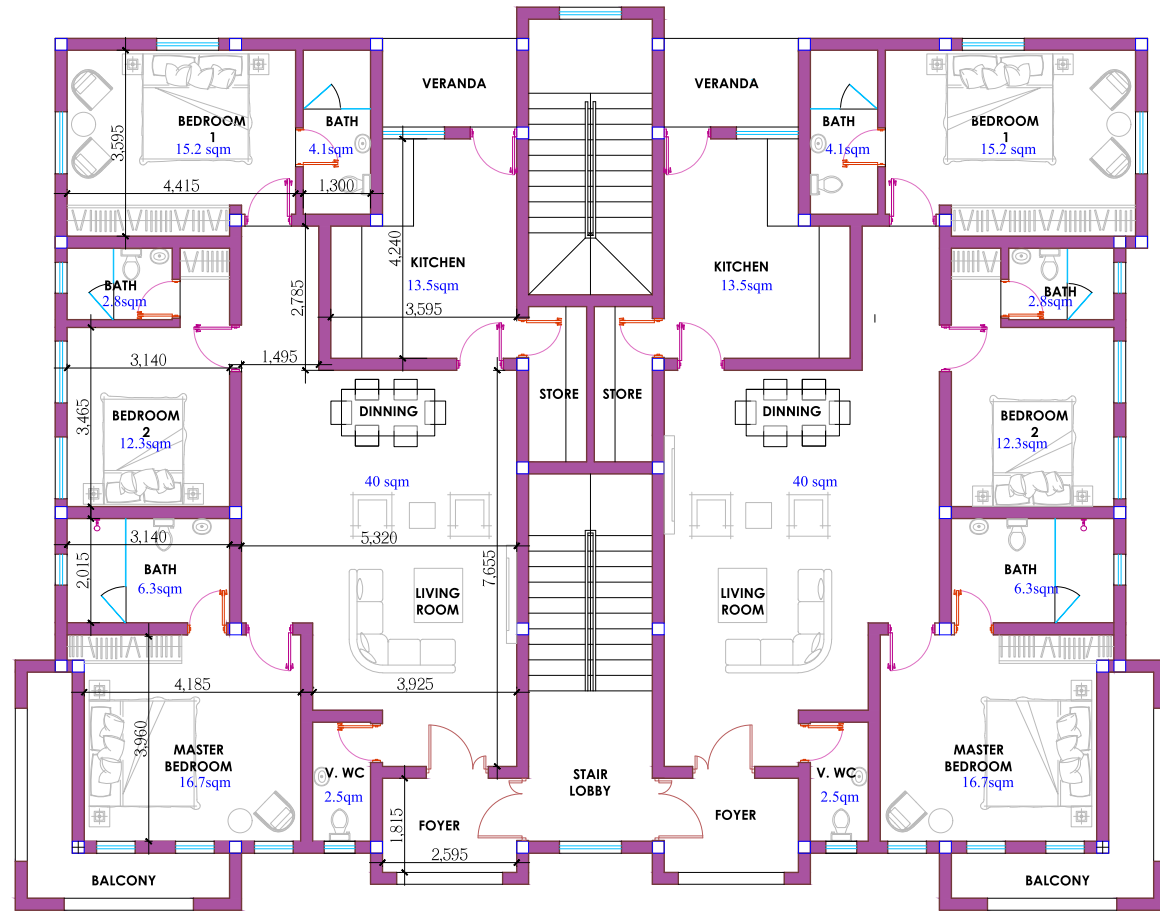 VERANDA
VERANDA
BEDROOM
1
15.2 sqm
BATH
4.1sqm
BATH
4.1sqm
BEDROOM
1
15.2 sqm
3,595
4,415
1,300
4,240
KITCHEN
13.5sqm
3,595
KITCHEN
13.5sqm
BATH
2.8sqm
2,785
BATH
2.8sqm
3,140
1,495
3,465
BEDROOM
2
12.3sqm
DINNING
STORE
STORE
DINNING
BEDROOM
2
12.3sqm
40 sqm
40 sqm
3,140
5,320
2,015
7,655
BATH
6.3sqm
BATH
6.3sqm
LIVING
ROOM
LIVING
ROOM
4,185
3,925
3,960
MASTER
BEDROOM
16.7sqm
V. WC
2.5qm
STAIR
LOBBY
V. WC
2.5qm
MASTER
BEDROOM
16.7sqm
1,815
FOYER
FOYER
2,595
BALCONY
BALCONY